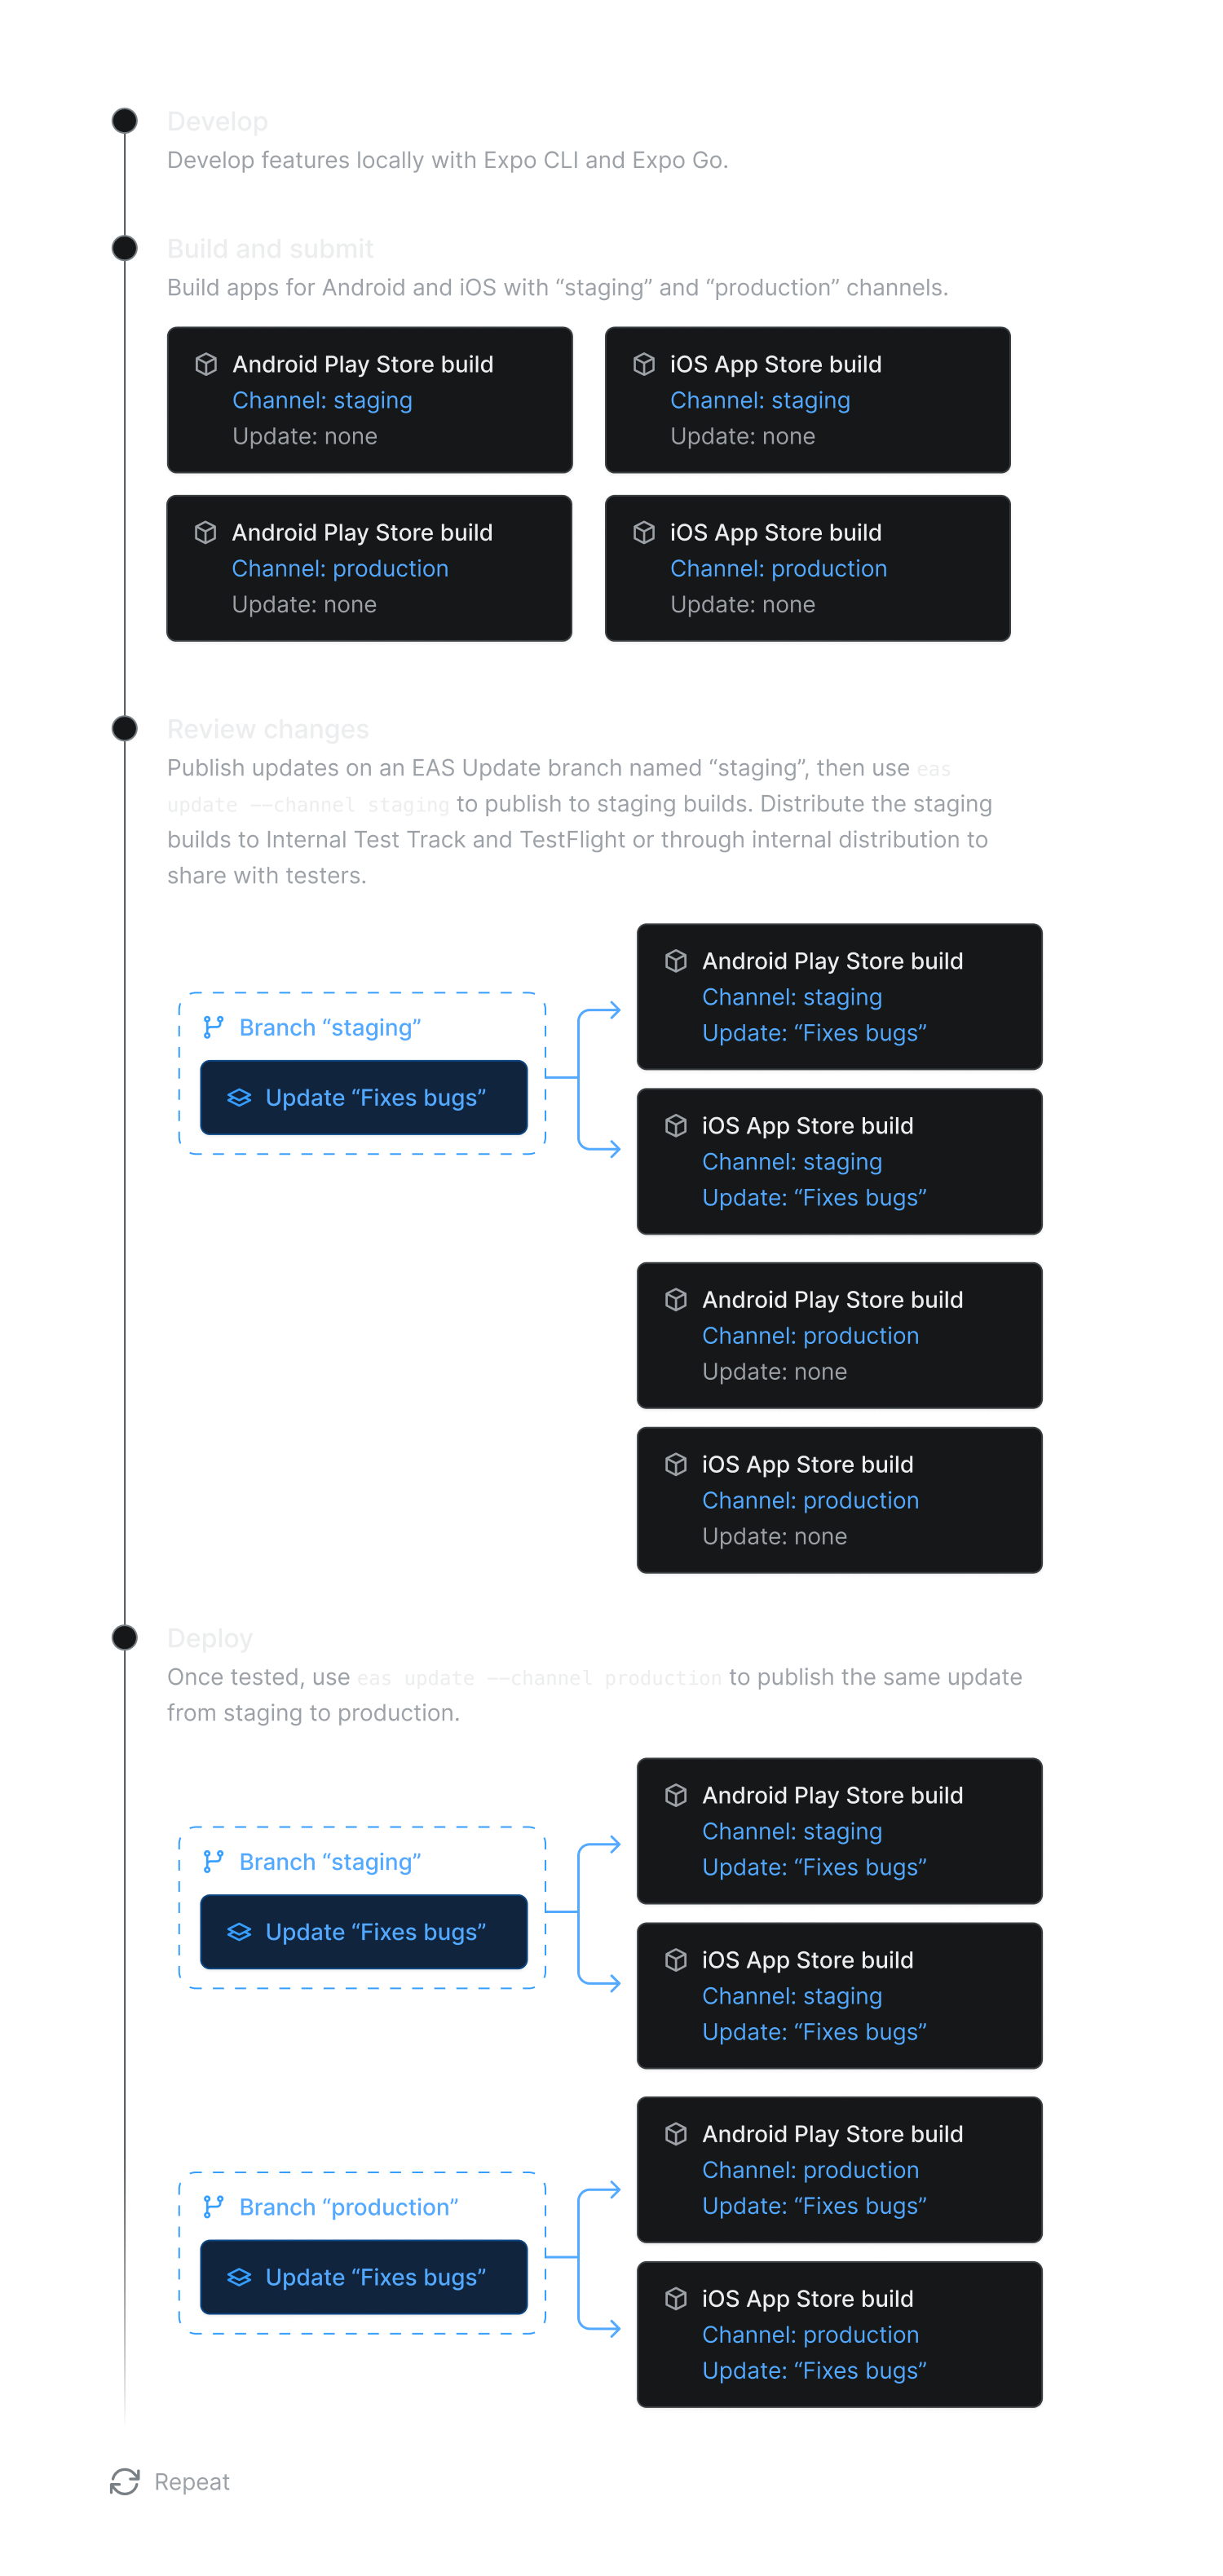 Develop
Develop features locally with Expo CLI and Expo Go.
Build and submit
Build apps for Android and iOS with “staging” and “production” channels.
Android Play Store build
Channel: staging
Update: none
iOS App Store build
Channel: staging
Update: none
Android Play Store build
Channel: production
Update: none
iOS App Store build
Channel: production
Update: none
Review changes
Publish updates on an EAS Update branch named “staging”, then use eas
update --channel staging to publish to staging builds. Distribute the staging
builds to Internal Test Track and TestFlight or through internal distribution to
share with testers.
Branch “staging”
Update “Fixes bugs”
Android Play Store build
Channel: staging
Update: “Fixes bugs”
iOS App Store build
Channel: staging
Update: “Fixes bugs”
Android Play Store build
Channel: production
Update: none
iOS App Store build
Channel: production
Update: none
Deploy
Once tested, use eas update --channel production to publish the same update
from staging to production.
Branch “staging”
Update “Fixes bugs”
Android Play Store build
Channel: staging
Update: “Fixes bugs”
iOS App Store build
Channel: staging
Update: “Fixes bugs”
Branch “production”
Update “Fixes bugs”
Android Play Store build
Channel: production
Update: “Fixes bugs”
iOS App Store build
Channel: production
Update: “Fixes bugs”
Repeat